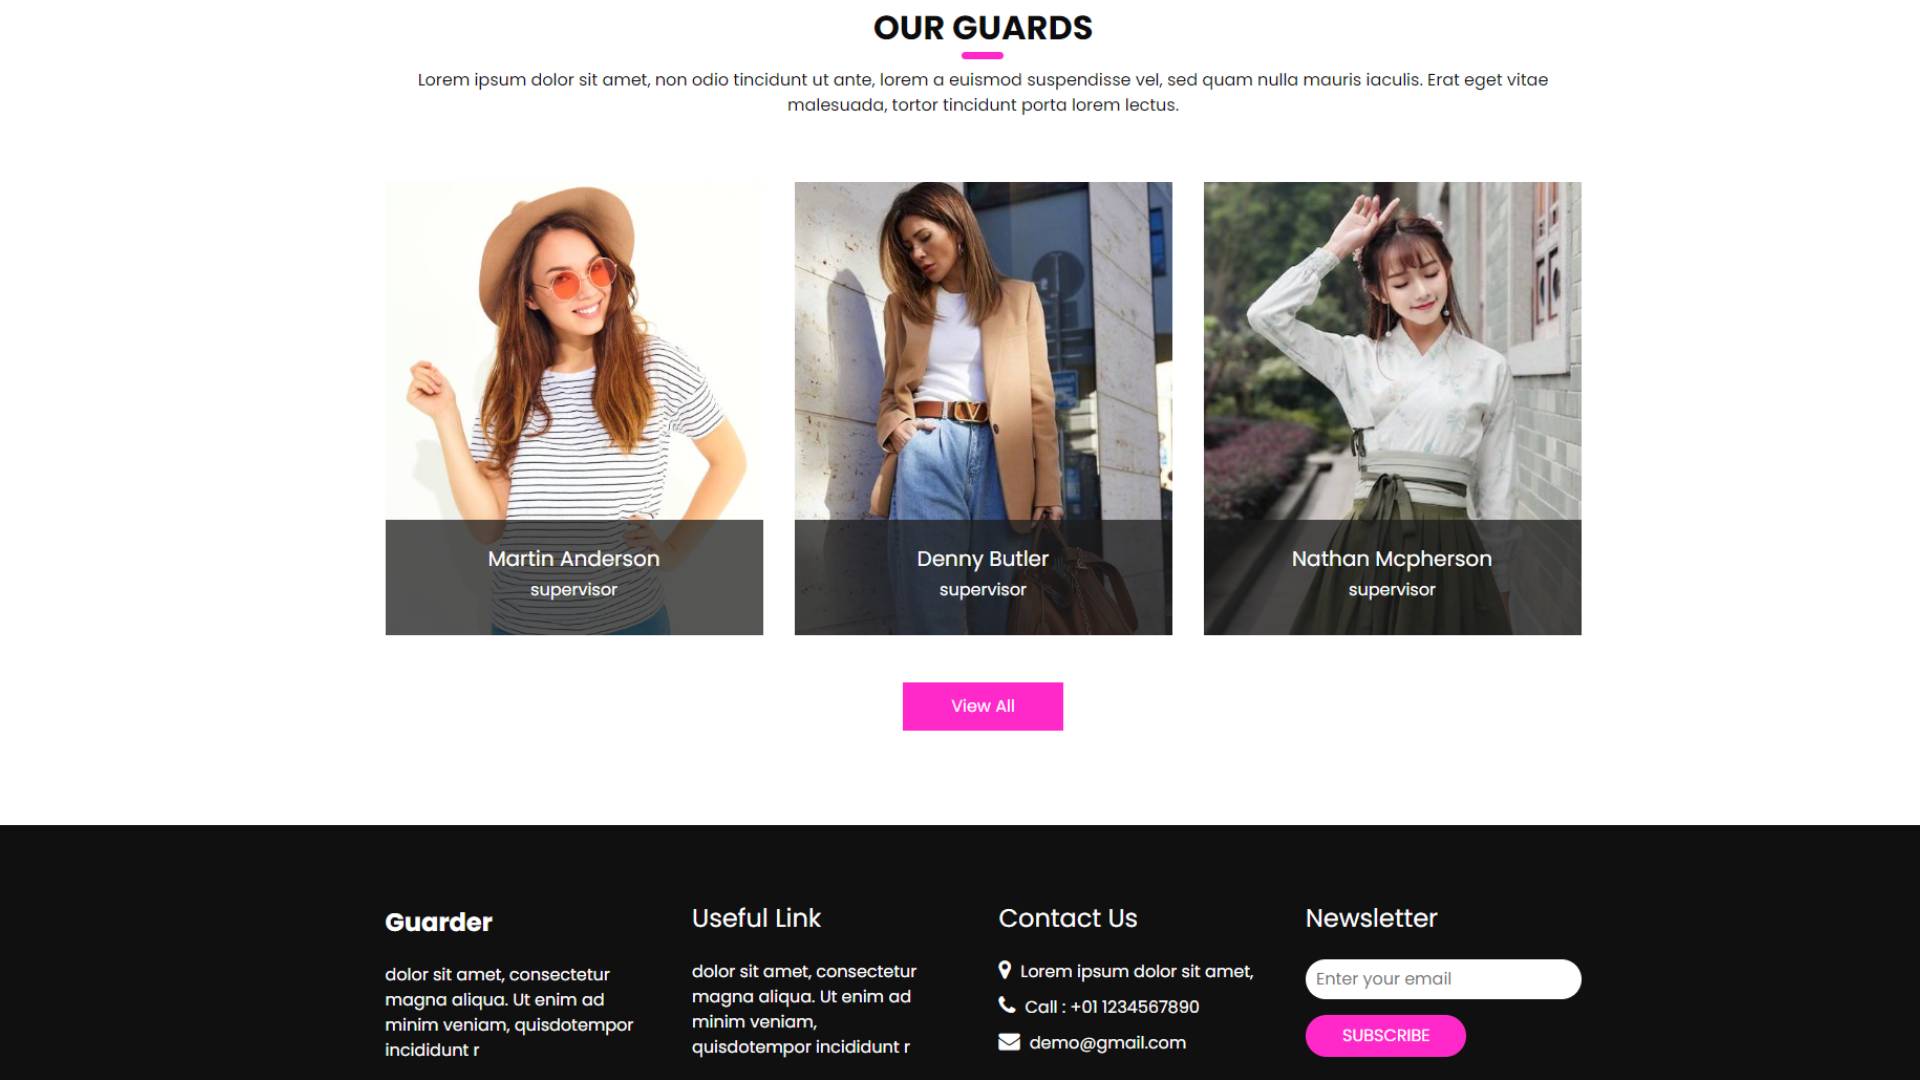 OUR GUARDS
Lorem ipsum dolor sit amet, non odio tincidunt ut ante, lorem a euismod suspendisse vel, sed quam nulla mauris iaculis. Erat eget vitae
malesuada, tortor tincidunt porta lorem lectus.
Martin Anderson
supervisor
Denny Butler
supervisor
Nathan Mcpherson
supervisor
View All
Guarder
dolor sit amet, consectetur
magna aliqua. Ut enim ad
minim veniam, quisdotempor
incididunt r
Useful Link
dolor sit amet, consectetur
magna aliqua. Ut enim ad
minim veniam,
quisdotempor incididunt r
Contact Us
Lorem ipsum dolor sit amet,
Call : +01 1234567890
demo@gmail.com
Newsletter
Enter your email
SUBSCRIBE